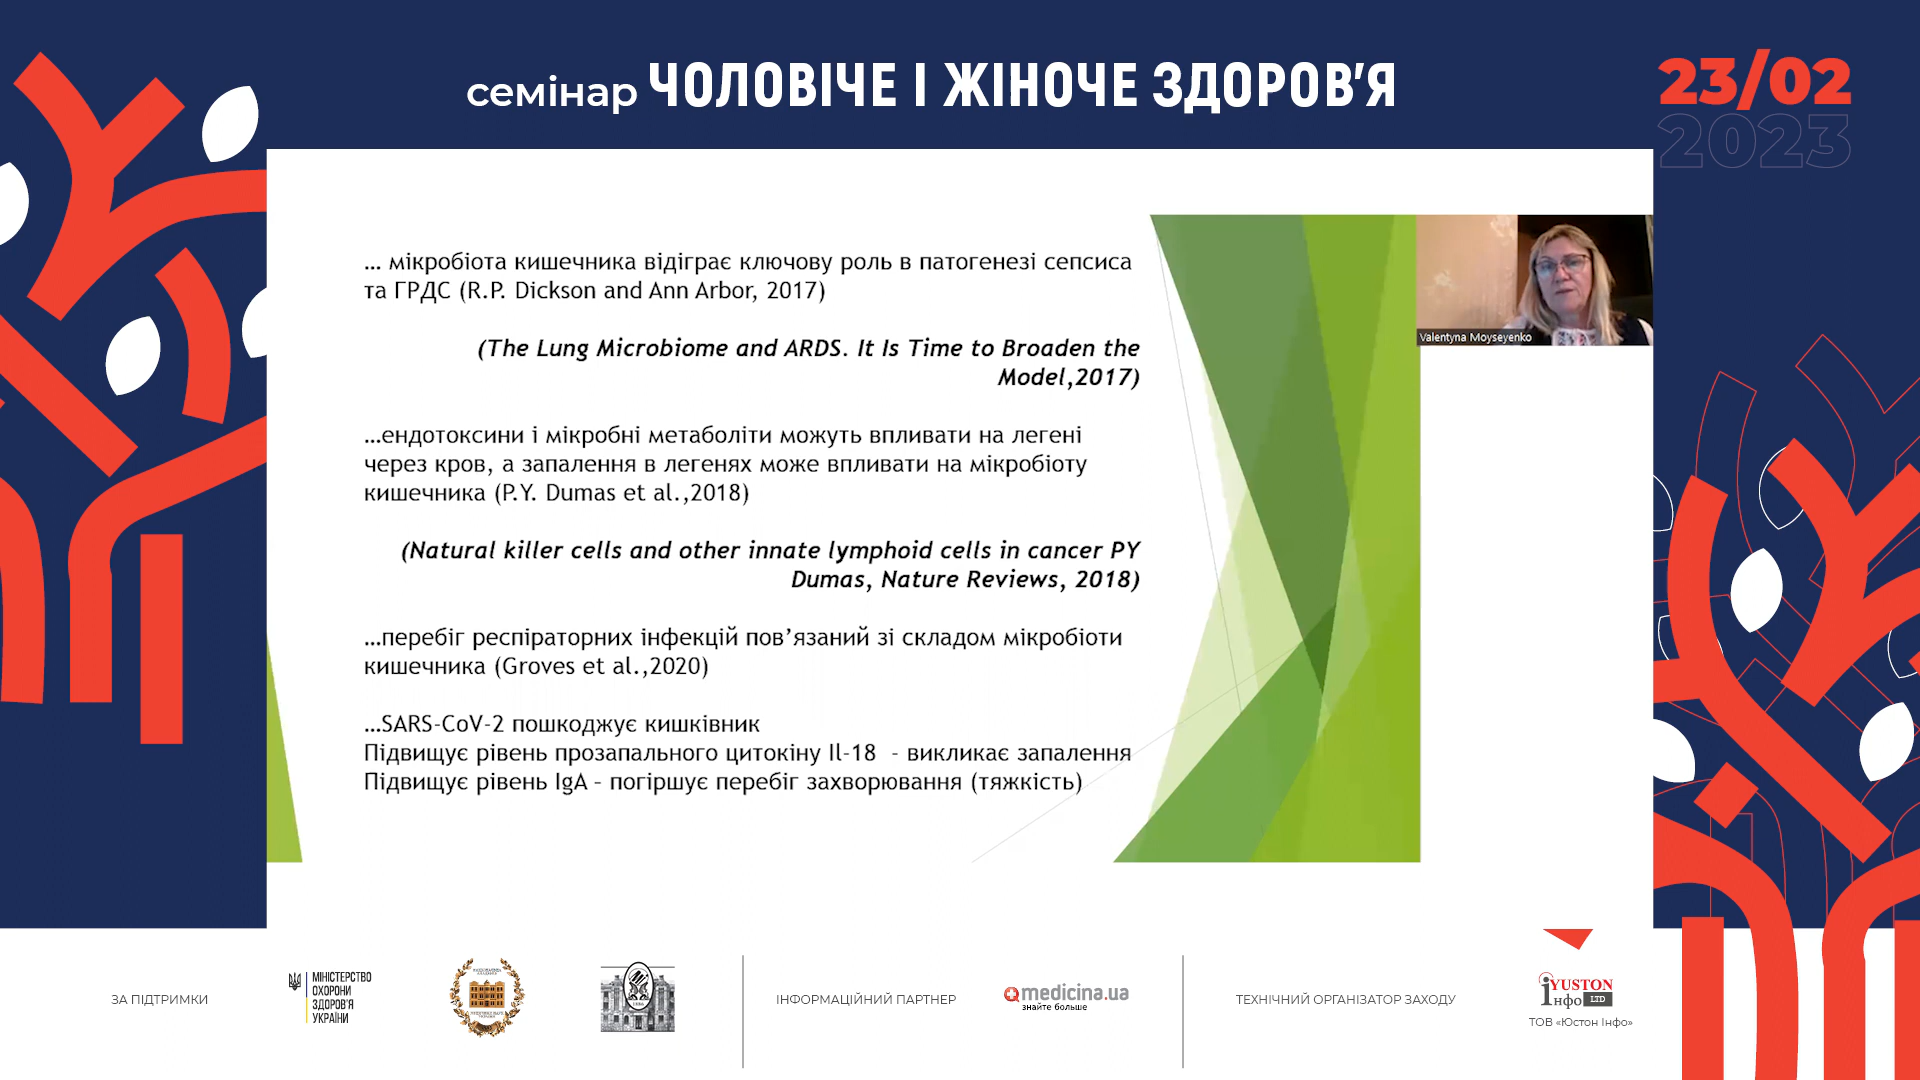 семінар ЧОЛОВІЧЕ І ЖІНОЧЕ ЗДОРОВ'Я
23/02
2023
... мікробіота кишечника відіграє ключову роль в патогенезі сепсиса
та ГРДС (R.P. Dickson and Ann Arbor, 2017)
(The Lung Microbiome and ARDS. It Is Time to Broaden the
Model,2017)
...ендотоксини і мікробні метаболіти можуть впливати на легені
через кров, а запалення в легенях може впливати на мікробіоту
кишечника (P.Y. Dumas et al.,2018)
(Natural killer cells and other innate lymphoid cells in cancer PY
Dumas, Nature Reviews, 2018)
...перебіг респіраторних інфекцій пов’язаний зі складом мікробіоти
кишечника (Groves et al.,2020)
...SARS-CoV-2 пошкоджує кишківник
Підвищує рівень прозапального цитокіну Il-18 - викликає запалення
Підвищує рівень IgA – погіршує перебіг захворювання (тяжкість)
Valentyna Moyseyenko
ЗА ПІДТРИМКИ
МІНІСТЕРСТВО
ОХОРОНИ
ЗДОРОВ'Я
УКРАЇНИ
ІНФОРМАЦІЙНИЙ ПАРТНЕР
medicina.ua
знайте больше
ТЕХНІЧНИЙ ОРГАНІЗАТОР ЗАХОДУ
YUSTON
інфо LTD
ТОВ «Юстон Інфо»